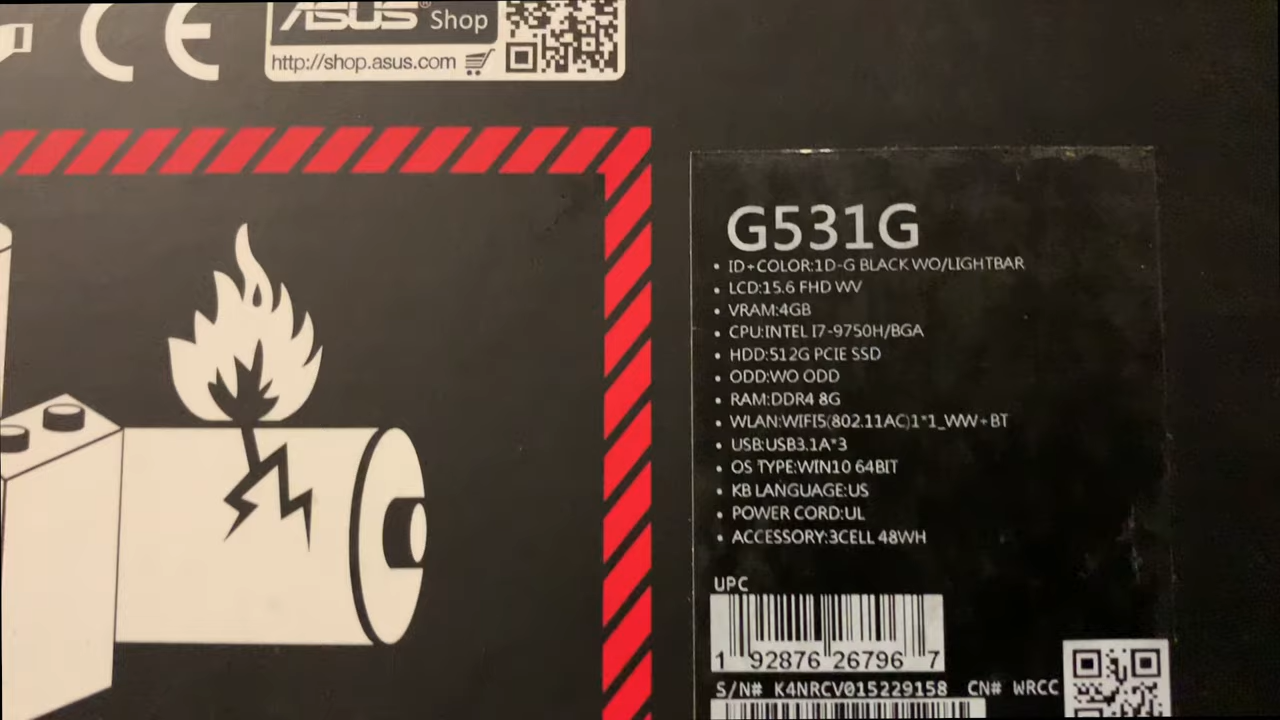 CE
ASUS® Shop
http://shop.asus.com
G531G
• ID+COLOR:1D-G BLACK WO/LIGHTBAR
• LCD:15.6 FHD WV
• VRAM:4GB
• CPU:INTEL I7-9750H/BGA
• HDD:512G PCIE SSD
• ODD:WO ODD
• RAM:DDR4 8G
• WLAN:WIFI5(802.11AC)1*1_WW+BT
• USB:USB3.1A*3
• OS TYPE:WIN10 64BIT
• KB LANGUAGE:US
• POWER CORD:UL
• ACCESSORY:3CELL 48WH
UPC
1 92876 26796 7
S/N# K4NRCV015229158 CN# WRCC